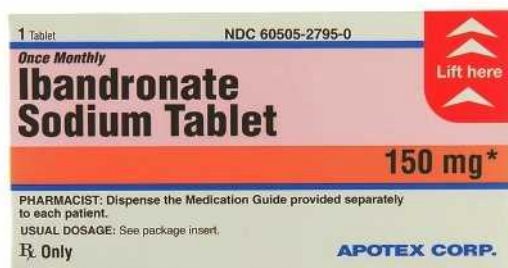 1 Tablet NDC 60505-2795-0
Once Monthly
Ibandronate
Sodium Tablet
Lift here
150 mg*
PHARMACIST: Dispense the Medication Guide provided separately
to each patient.
USUAL DOSAGE: See package insert.
℞ Only
APOTEX CORP.